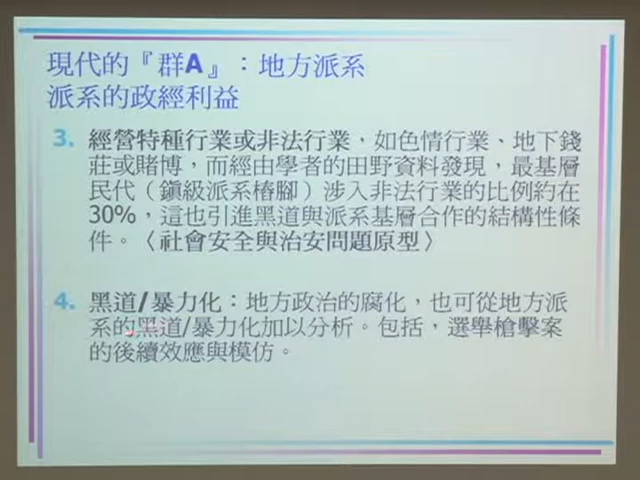 現代的『群A』：地方派系
派系的政經利益
3. 經營特種行業或非法行業，如色情行業、地下錢
莊或賭博，而經由學者的田野資料發現，最基層
民代（鎮級派系樁腳）涉入非法行業的比例約在
30%，這也引進黑道與派系基層合作的結構性條
件。〈社會安全與治安問題原型〉
4. 黑道/暴力化：地方政治的腐化，也可從地方派
系的黑道/暴力化加以分析。包括，選舉槍擊案
的後續效應與模仿。